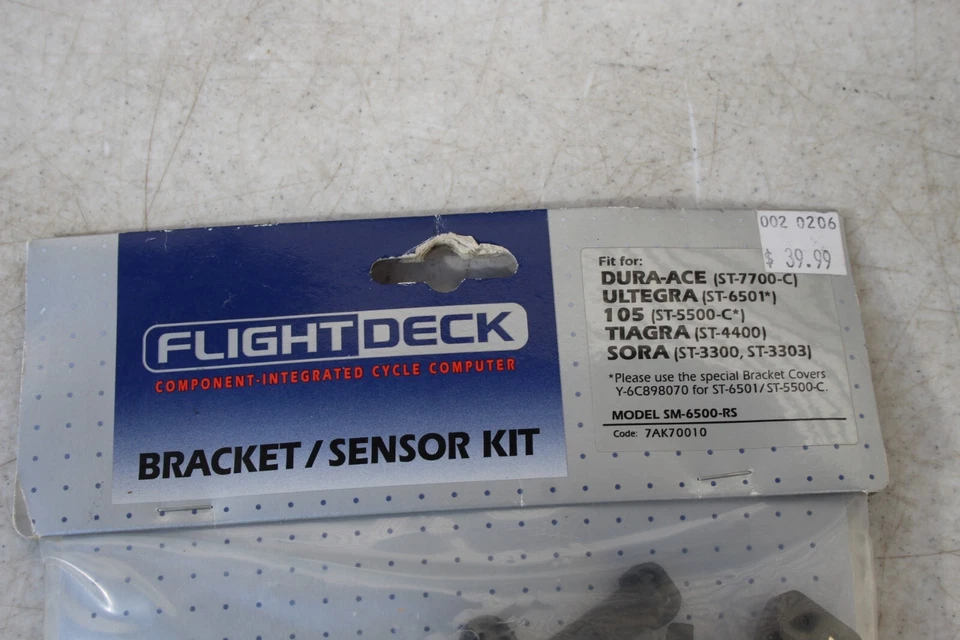 FLIGHTDECK
COMPONENT-INTEGRATED CYCLE COMPUTER
BRACKET/SENSOR KIT
002 0206
$ 39.99
Fit for:
DURA-ACE (ST-7700-C)
ULTEGRA (ST-6501*)
105 (ST-5500-C*)
TIAGRA (ST-4400)
SORA (ST-3300, ST-3303)
*Please use the special Bracket Covers
Y-6C898070 for ST-6501/ST-5500-C.
MODEL SM-6500-RS
Code: 7AK70010